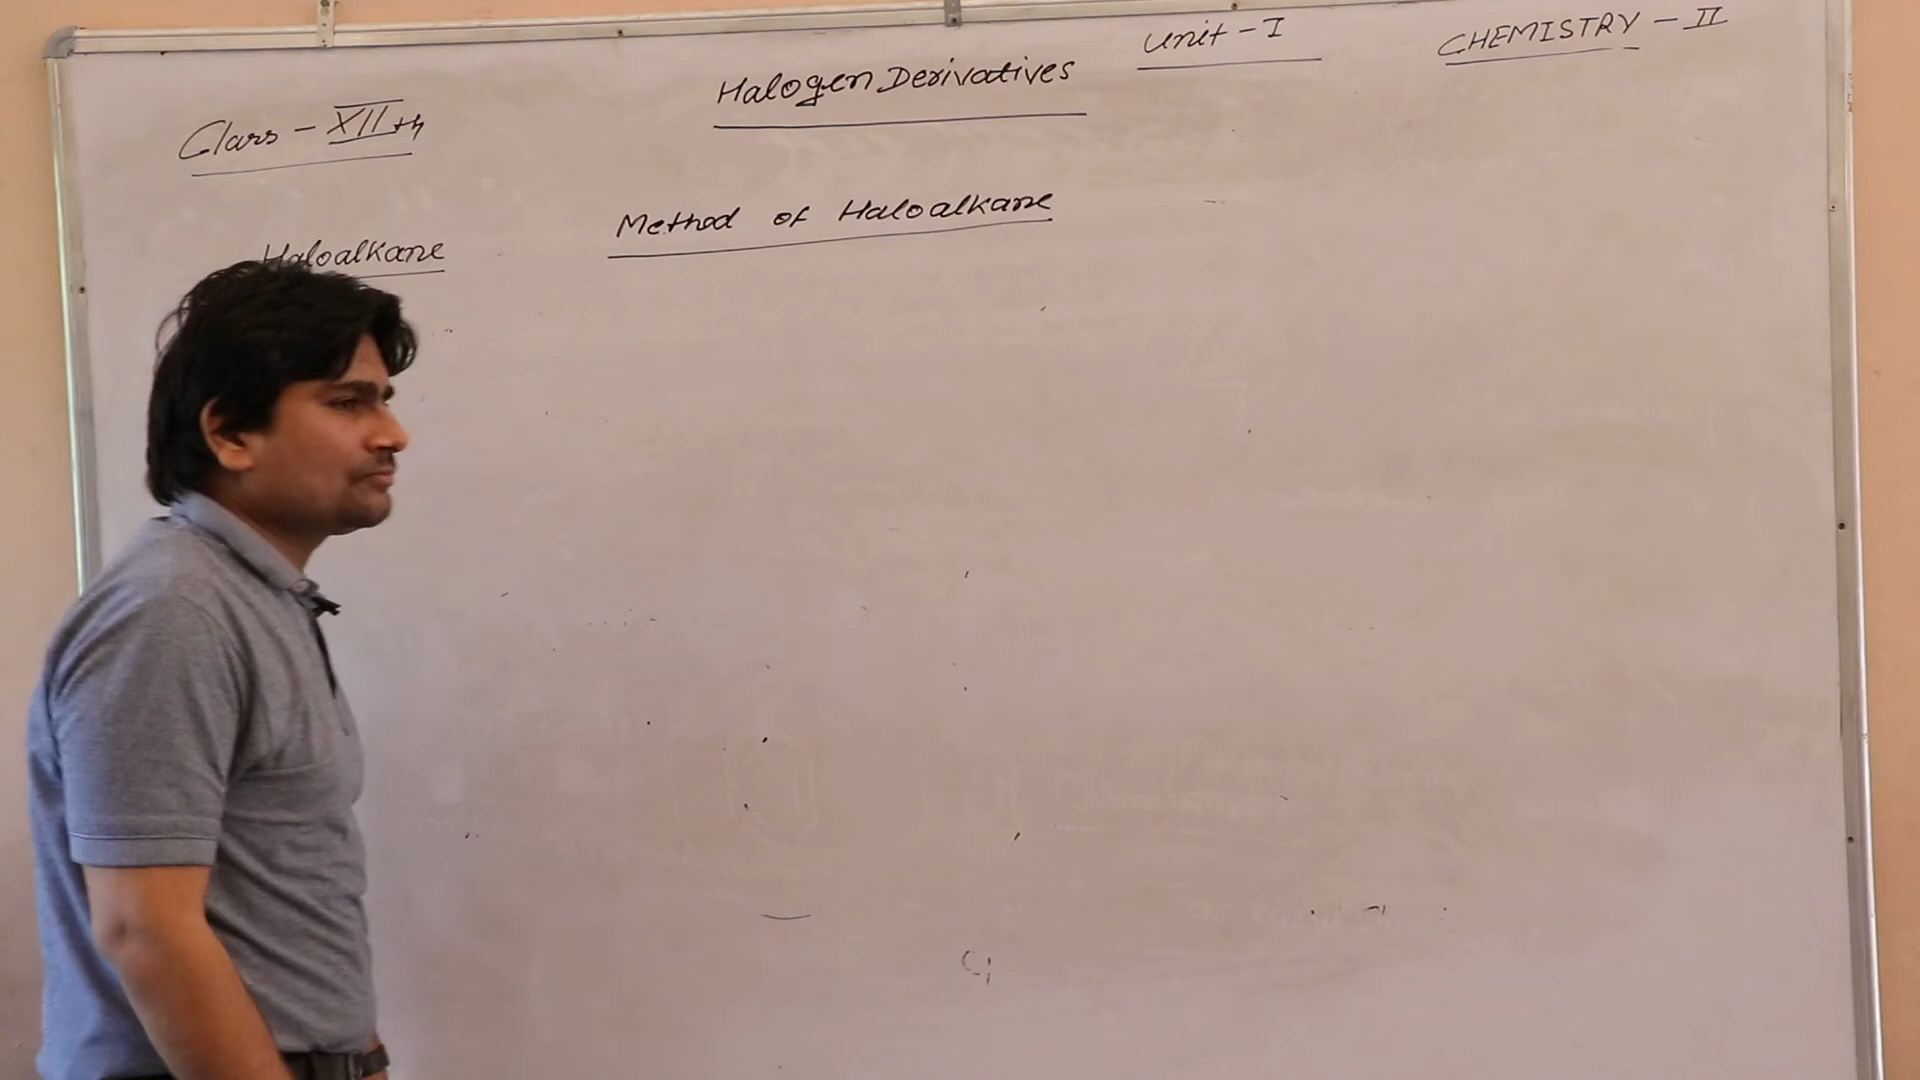 Unit - I
CHEMISTRY - II
Halogen Derivatives
Class - XIIth
Method of Haloalkane
Haloalkane